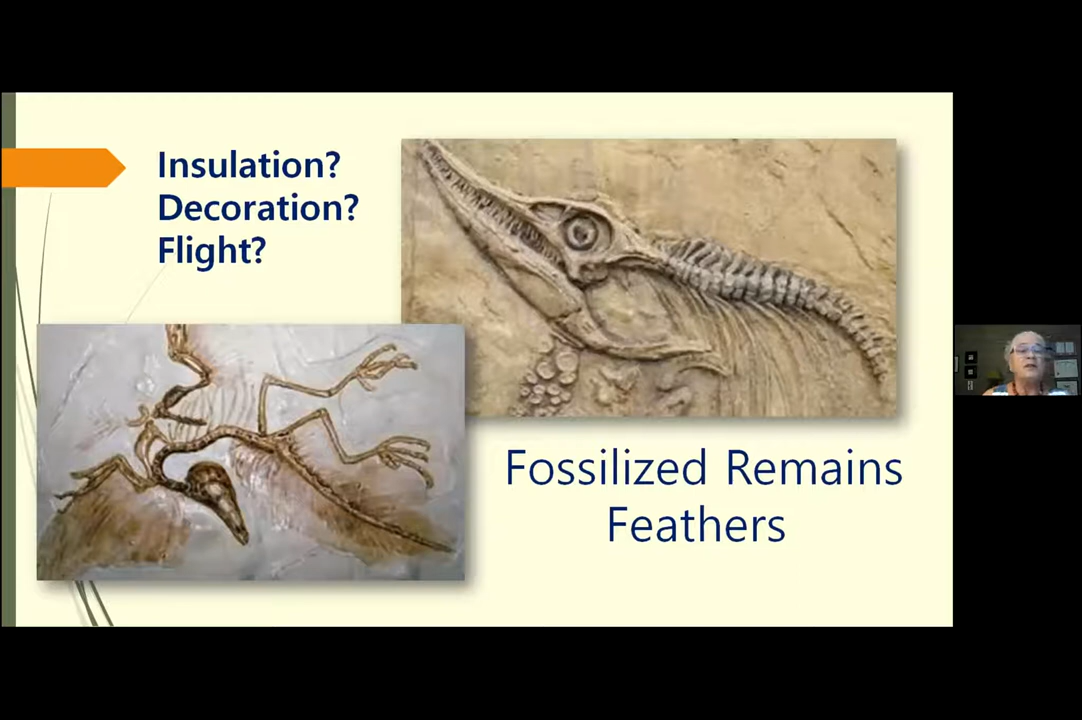 Insulation?
Decoration?
Flight?
Fossilized Remains
Feathers